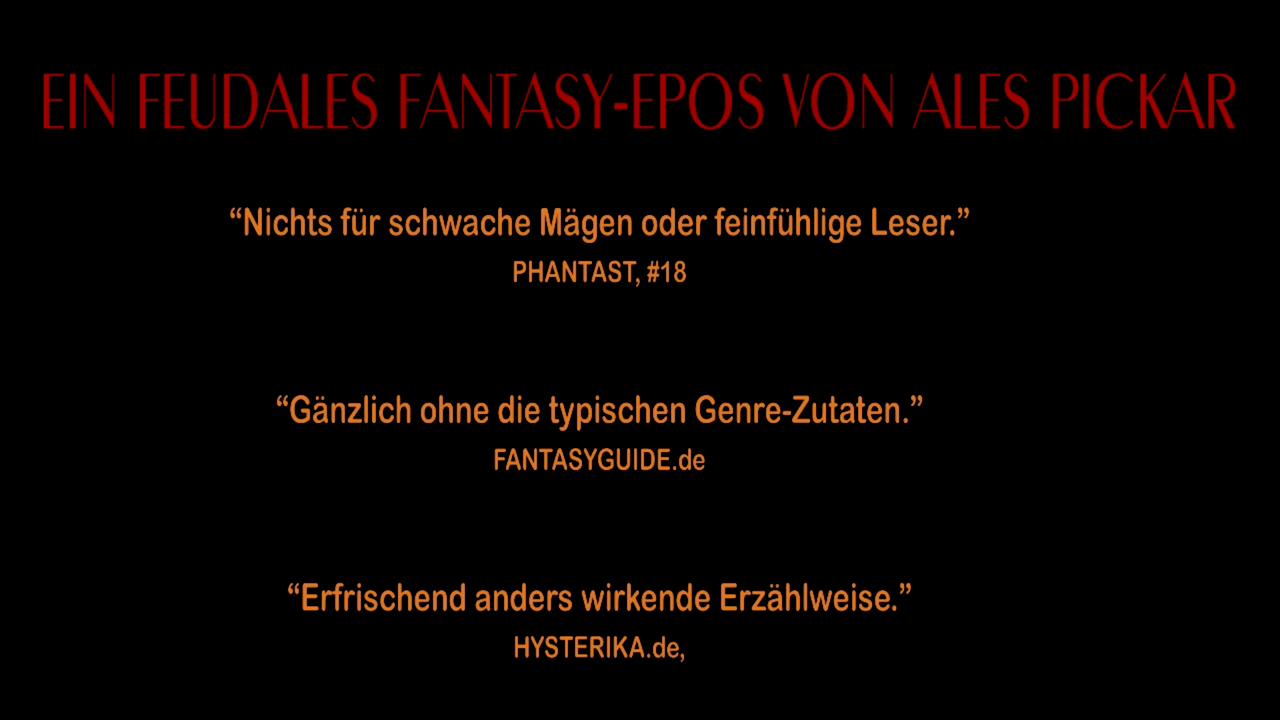 EIN FEUDALES FANTASY-EPOS VON ALES PICKAR
“Nichts für schwache Mägen oder feinfühlige Leser.”
PHANTAST, #18
“Gänzlich ohne die typischen Genre-Zutaten.”
FANTASYGUIDE.de
“Erfrischend anders wirkende Erzählweise.”
HYSTERIKA.de,